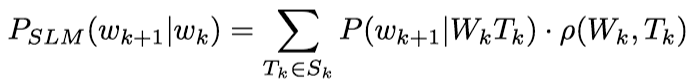 P_{SLM}(w_{k+1}|w_k) = \sum_{T_k \in S_k} P(w_{k+1}|W_k T_k) \cdot \rho(W_k, T_k)